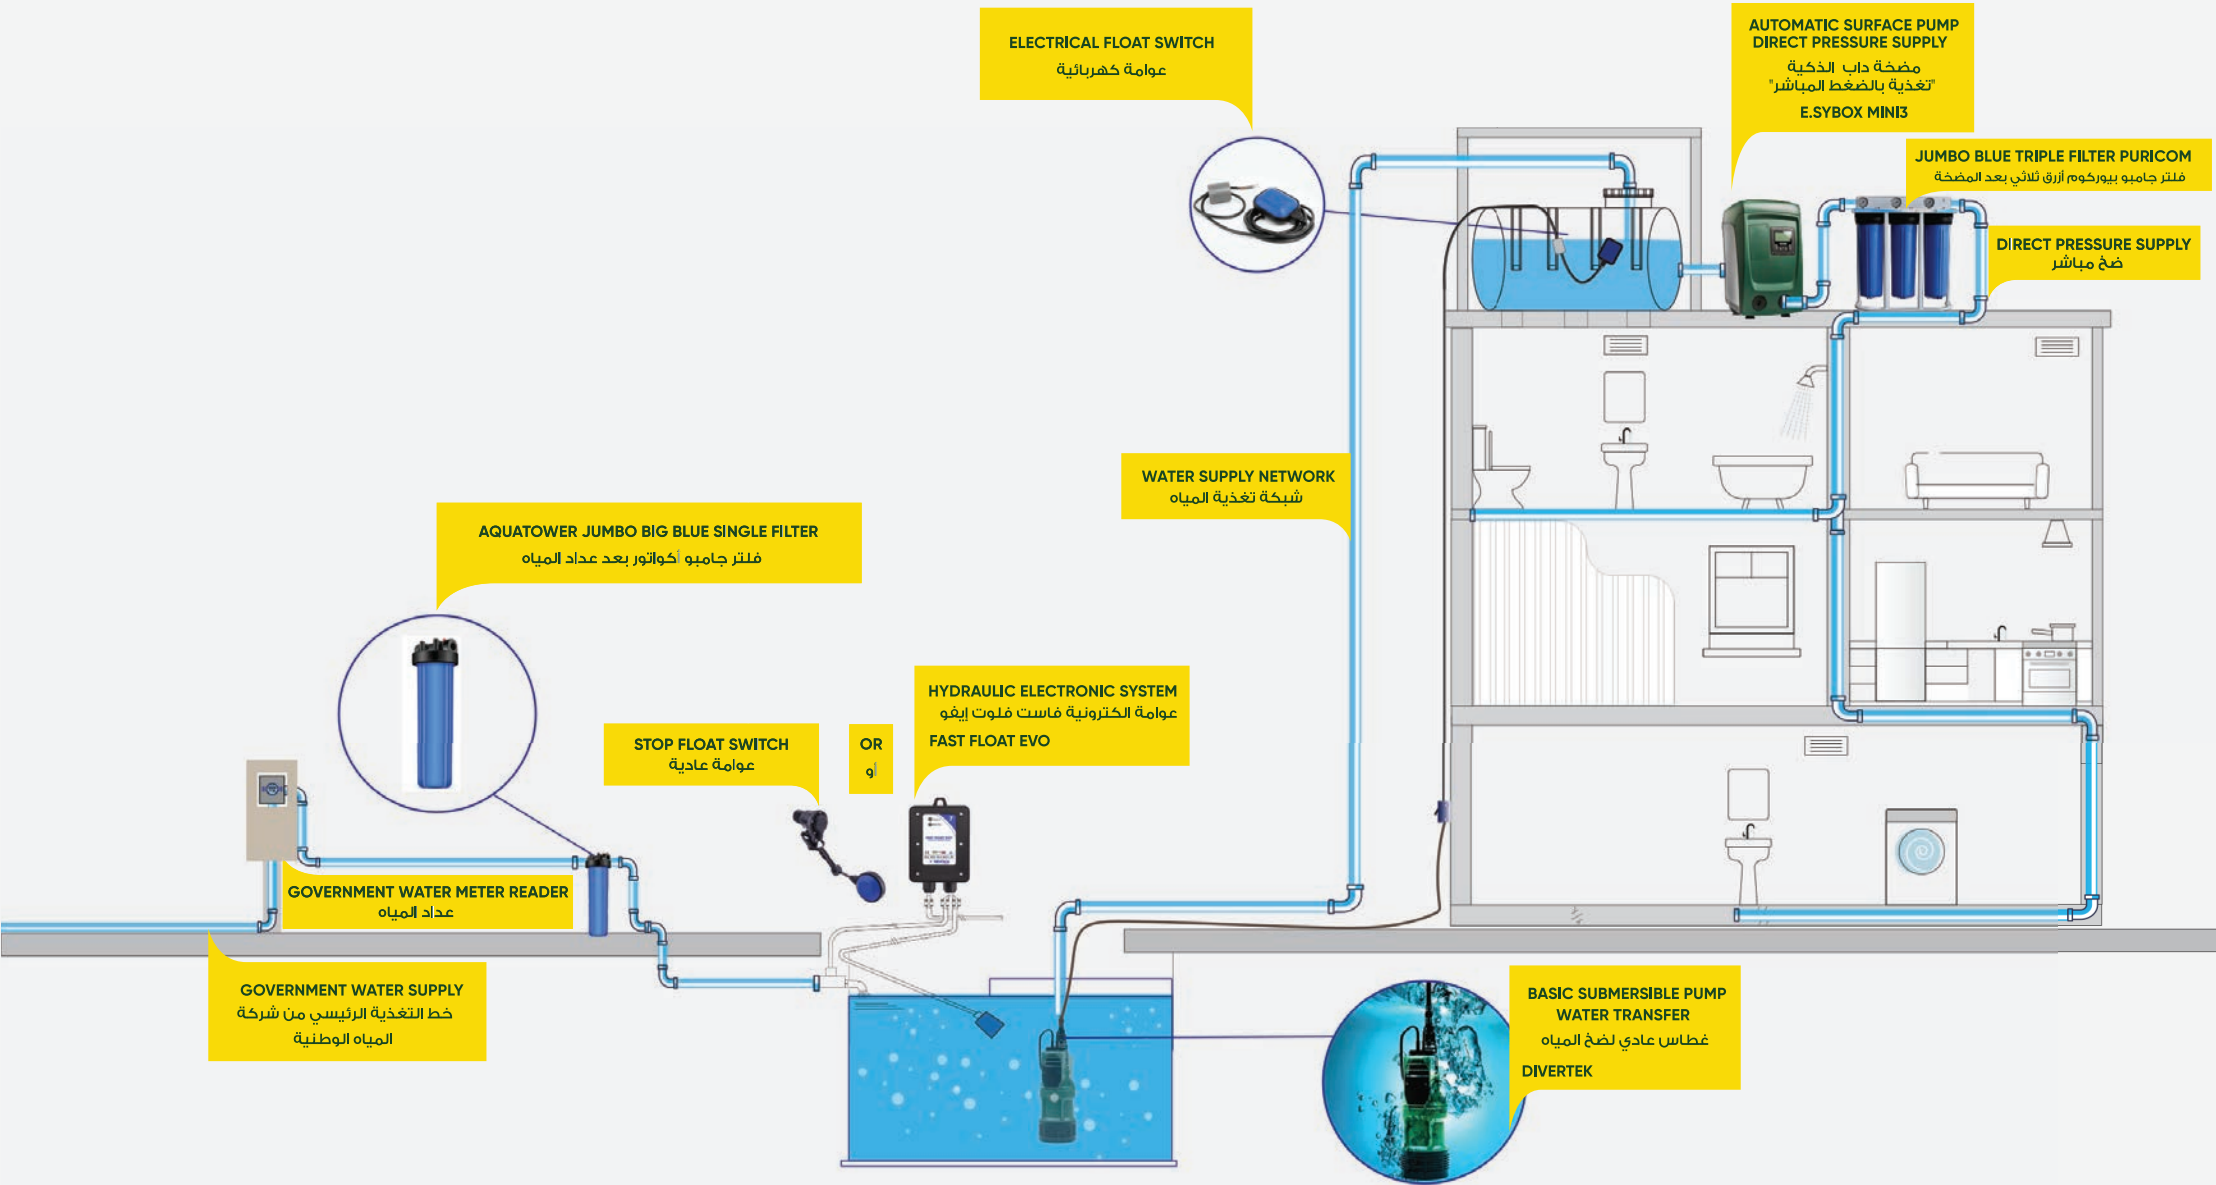 ELECTRICAL FLOAT SWITCH
عوامة كهربائية
AUTOMATIC SURFACE PUMP
DIRECT PRESSURE SUPPLY
مضخة داب الذكية
"تغذية بالضغط المباشر"
E.SYBOX MINI3
JUMBO BLUE TRIPLE FILTER PURICOM
فلتر جامبو بيوركوم أزرق ثلاثي بعد المضخة
DIRECT PRESSURE SUPPLY
ضخ مباشر
WATER SUPPLY NETWORK
شبكة تغذية المياه
AQUATOWER JUMBO BIG BLUE SINGLE FILTER
فلتر جامبو أكواتور بعد عداد المياه
HYDRAULIC ELECTRONIC SYSTEM
عوامة الكترونية فاست فلوت إيفو
FAST FLOAT EVO
OR
أو
STOP FLOAT SWITCH
عوامة عادية
GOVERNMENT WATER METER READER
عداد المياه
GOVERNMENT WATER SUPPLY
خط التغذية الرئيسي من شركة
المياه الوطنية
BASIC SUBMERSIBLE PUMP
WATER TRANSFER
غطاس عادي لضخ المياه
DIVERTEK